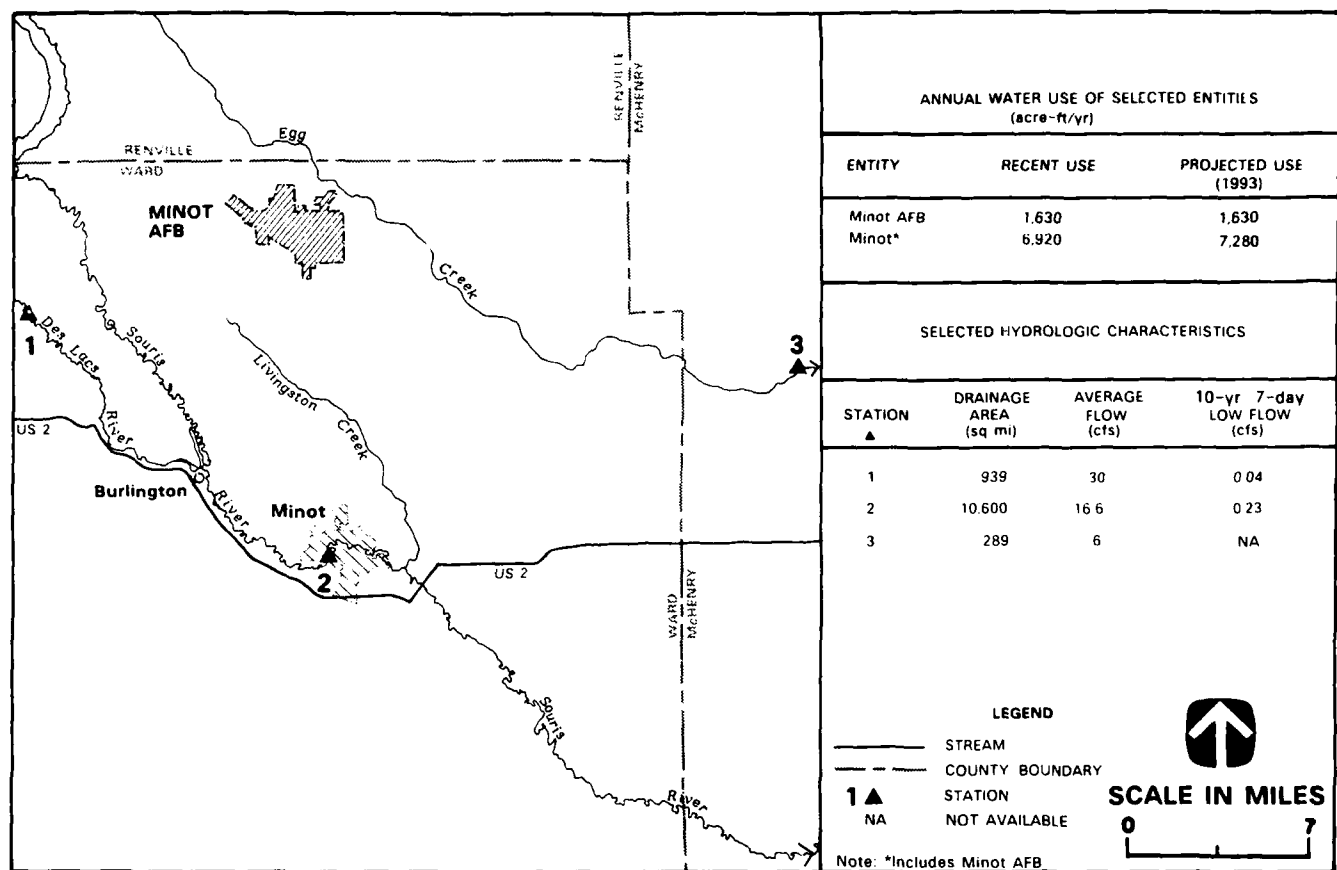 RENVILLE
McHENRY
Egg
RENVILLE
WARD
MINOT
AFB
Creek
1
Des Lacs
River
Souris
River
Livingston
Creek
3
US 2
Burlington
Minot
2
US 2
WARD
McHENRY
Souris
River
ANNUAL WATER USE OF SELECTED ENTITIES
(acre-ft/yr)
ENTITY RECENT USE PROJECTED USE
(1993)
Minot AFB 1,630 1,630
Minot* 6,920 7,280
SELECTED HYDROLOGIC CHARACTERISTICS
STATION DRAINAGE AREA (sq mi) AVERAGE FLOW (cfs) 10-yr 7-day LOW FLOW (cfs)
1 939 30 0 04
2 10,600 16 6 0 23
3 289 6 NA
LEGEND
STREAM
COUNTY BOUNDARY
1 STATION
NA NOT AVAILABLE
Note: *Includes Minot AFB
SCALE IN MILES
0 7